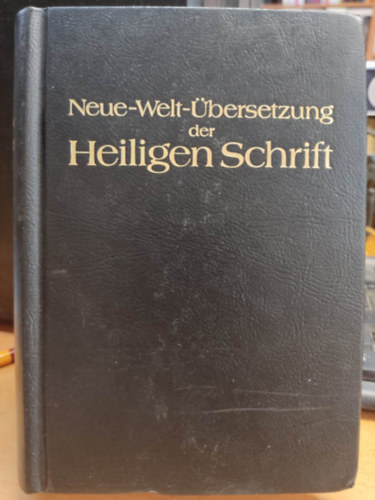 Neue-Welt-Übersetzung
der
Heiligen Schrift